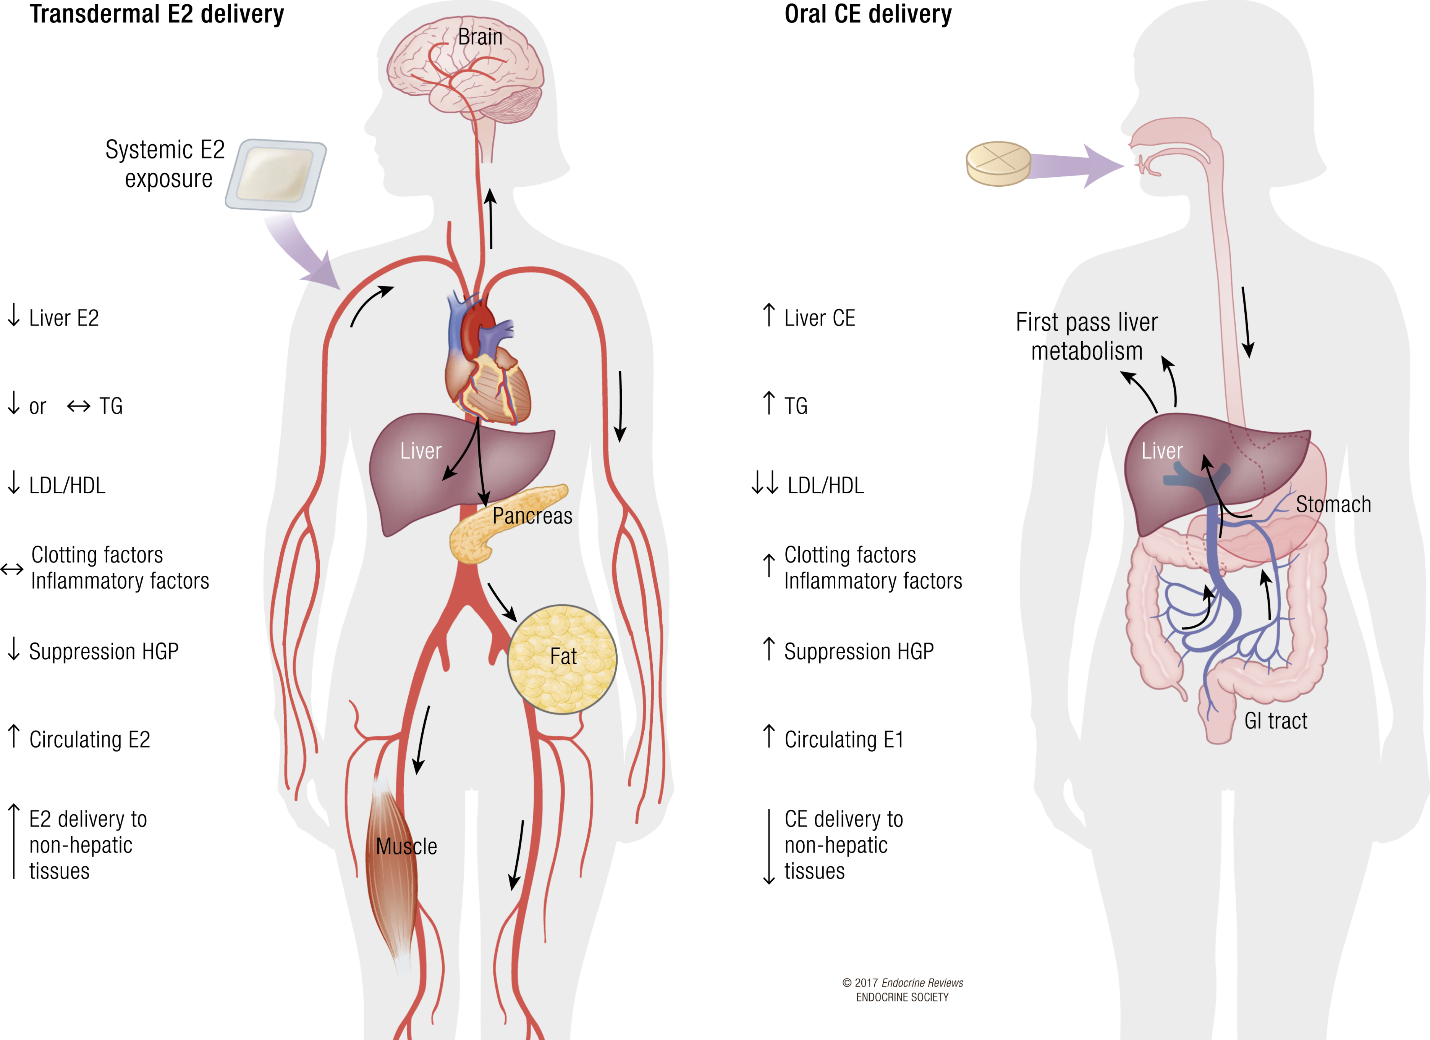 Transdermal E2 delivery
Brain
Systemic E2
exposure
↓ Liver E2
↓ or ↔ TG
↓ LDL/HDL
↔ Clotting factors
Inflammatory factors
↓ Suppression HGP
↑ Circulating E2
↑ E2 delivery to
non-hepatic
tissues
Liver
Pancreas
Fat
Muscle
Oral CE delivery
↑ Liver CE
↑ TG
↓↓ LDL/HDL
↑ Clotting factors
Inflammatory factors
↑ Suppression HGP
↑ Circulating E1
↓ CE delivery to
non-hepatic
tissues
First pass liver
metabolism
Liver
Stomach
GI tract
© 2017 Endocrine Reviews
ENDOCRINE SOCIETY